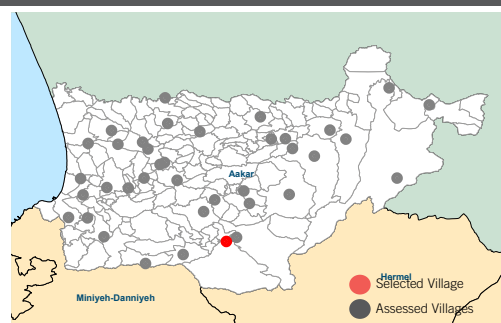 Aakar
Hermel
Selected Village
Miniyeh-Danniyeh
Assessed Villages